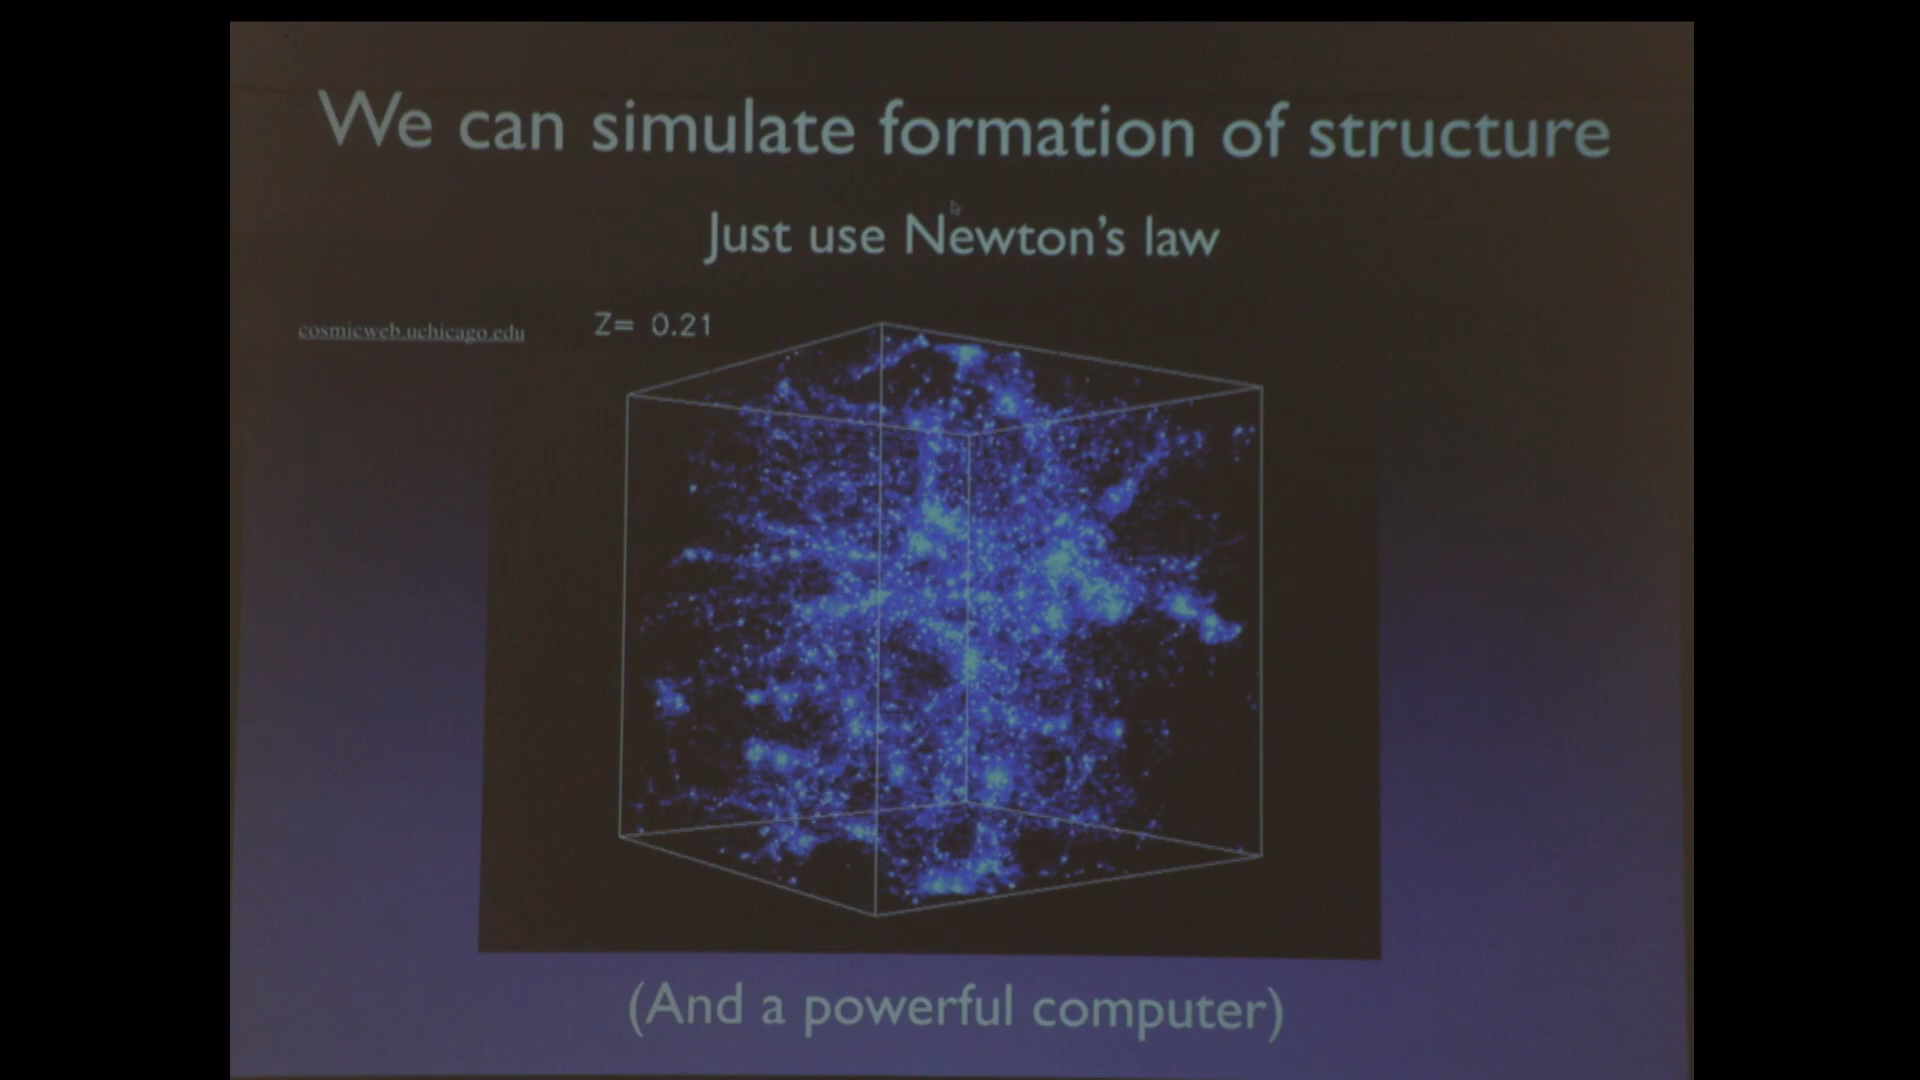 We can simulate formation of structure
Just use Newton's law
cosmicweb.uchicago.edu
Z= 0.21
(And a powerful computer)